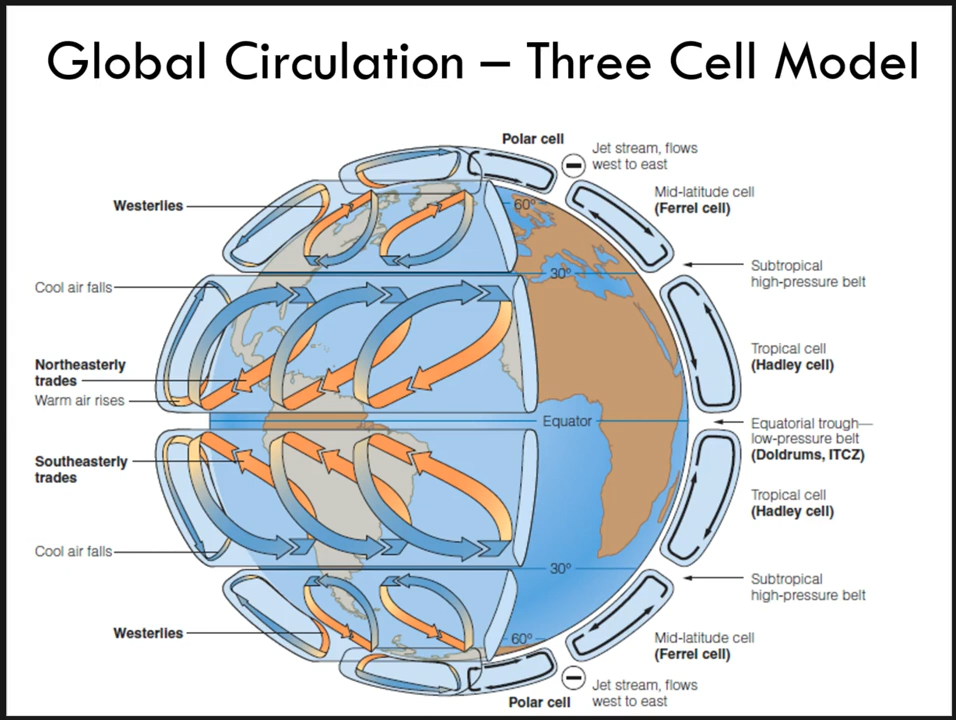 Global Circulation – Three Cell Model
Polar cell
Jet stream, flows
west to east
Mid-latitude cell
(Ferrel cell)
Westerlies
60°
Subtropical
high-pressure belt
30°
Cool air falls
Tropical cell
(Hadley cell)
Northeasterly
trades
Warm air rises
Equator
Equatorial trough—
low-pressure belt
(Doldrums, ITCZ)
Southeasterly
trades
Tropical cell
(Hadley cell)
Cool air falls
30°
Subtropical
high-pressure belt
Westerlies
60°
Mid-latitude cell
(Ferrel cell)
Jet stream, flows
west to east
Polar cell